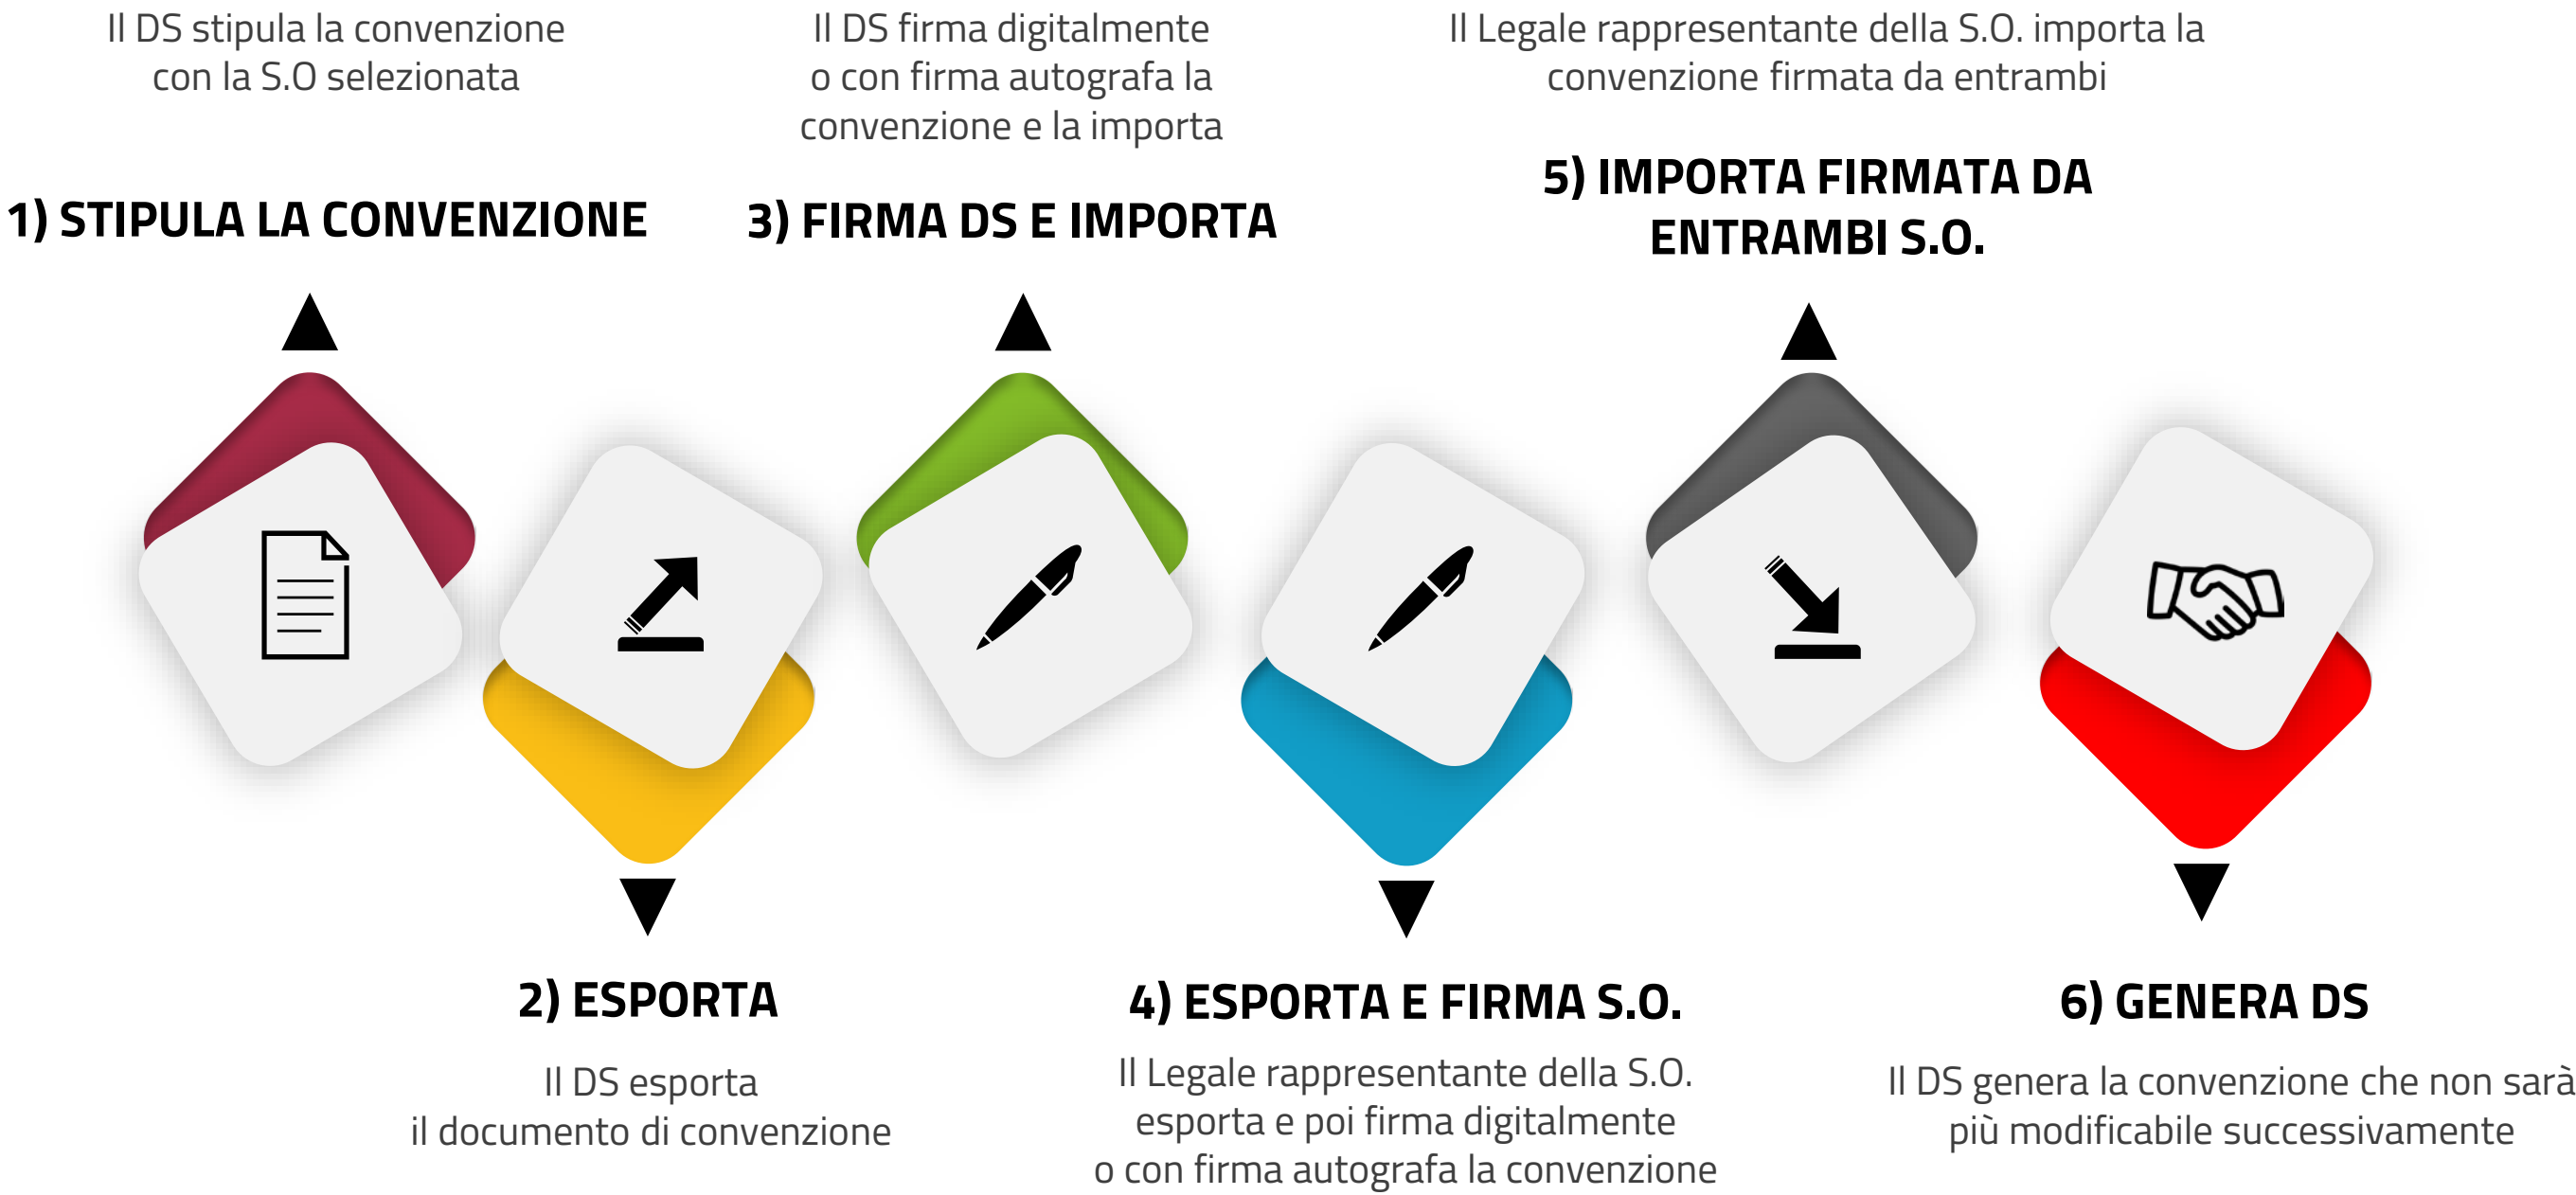 Il DS stipula la convenzione
con la S.O selezionata
1) STIPULA LA CONVENZIONE
2) ESPORTA
Il DS esporta
il documento di convenzione
Il DS firma digitalmente
o con firma autografa la
convenzione e la importa
3) FIRMA DS E IMPORTA
4) ESPORTA E FIRMA S.O.
Il Legale rappresentante della S.O.
esporta e poi firma digitalmente
o con firma autografa la convenzione
Il Legale rappresentante della S.O. importa la
convenzione firmata da entrambi
5) IMPORTA FIRMATA DA
ENTRAMBI S.O.
6) GENERA DS
Il DS genera la convenzione che non sarà
più modificabile successivamente